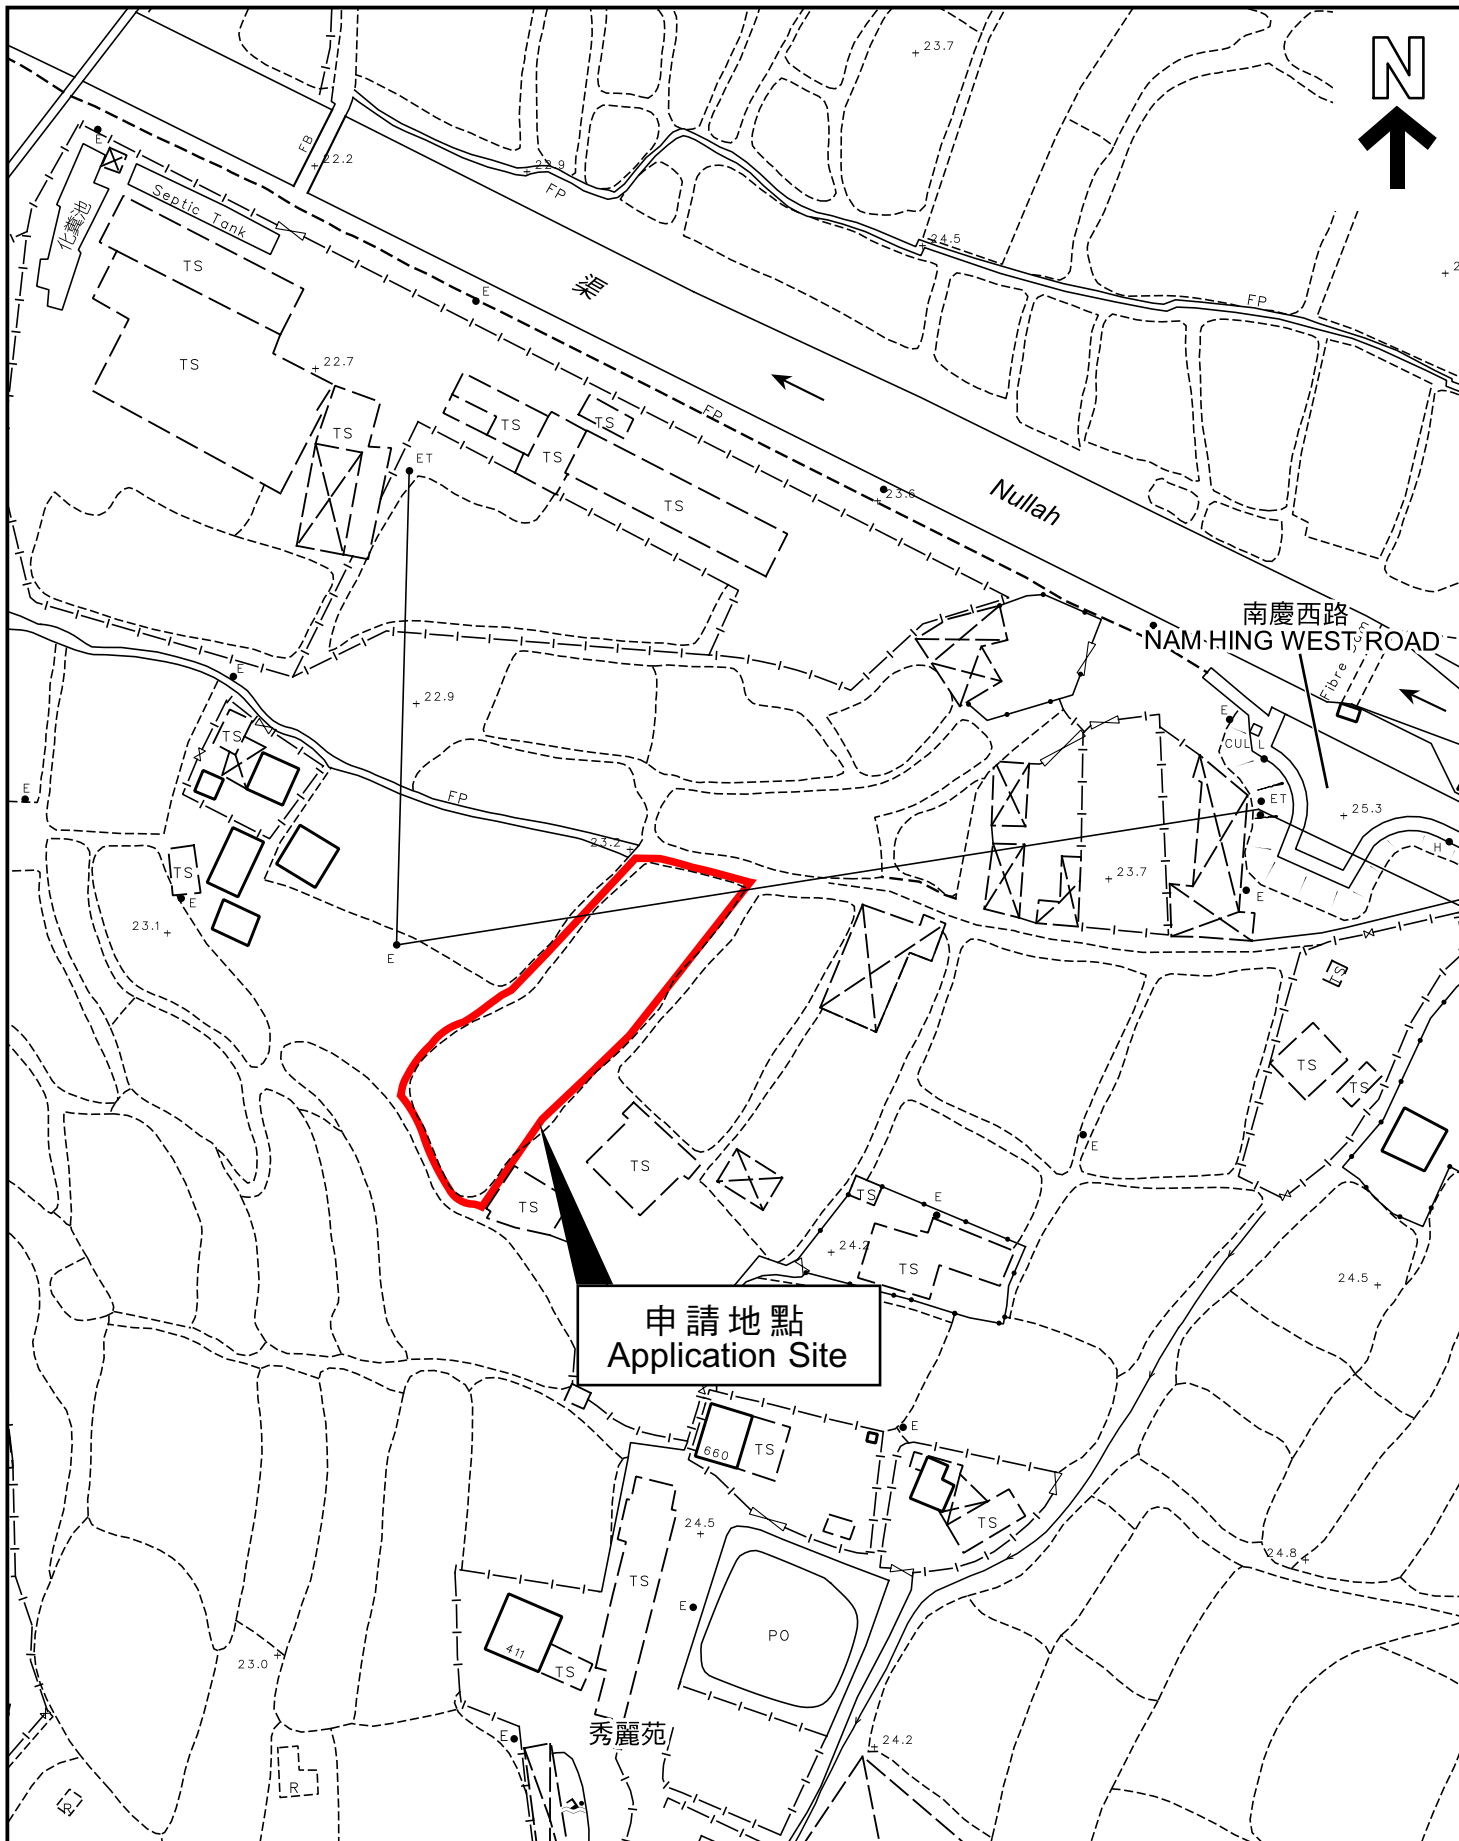 23.7
N
E
FB
22.2
22.9
FP
化糞池
Septic Tank
24.5
TS
渠
E
FP
TS
22.7
FP
TS
TS
TS
TS
ET
TS
23.6
Nullah
南慶西路
NAM HING WEST ROAD
Fibre
E
22.9
E
TS
CUL
L
E
FP
ET
25.3
23.2
H
TS
23.7
E
E
23.1
E
TS
TS
TS
E
TS
TS
TS
E
24.2
TS
24.5
申請地點
Application Site
E
660
TS
24.5
TS
24.8
TS
E
PO
411
TS
23.0
秀麗苑
E
24.2
R
R